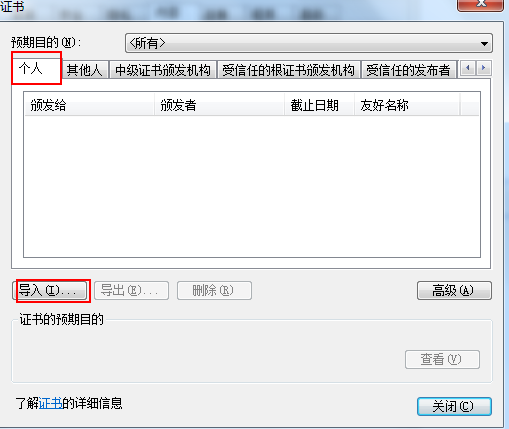 证书
预期目的(N): <所有>
个人 其他人 中级证书颁发机构 受信任的根证书颁发机构 受信任的发布者
颁发给 颁发者 截止日期 友好名称
导入(I)... 导出(E)... 删除(R) 高级(A)
证书的预期目的
查看(V)
了解证书的详细信息
关闭(C)